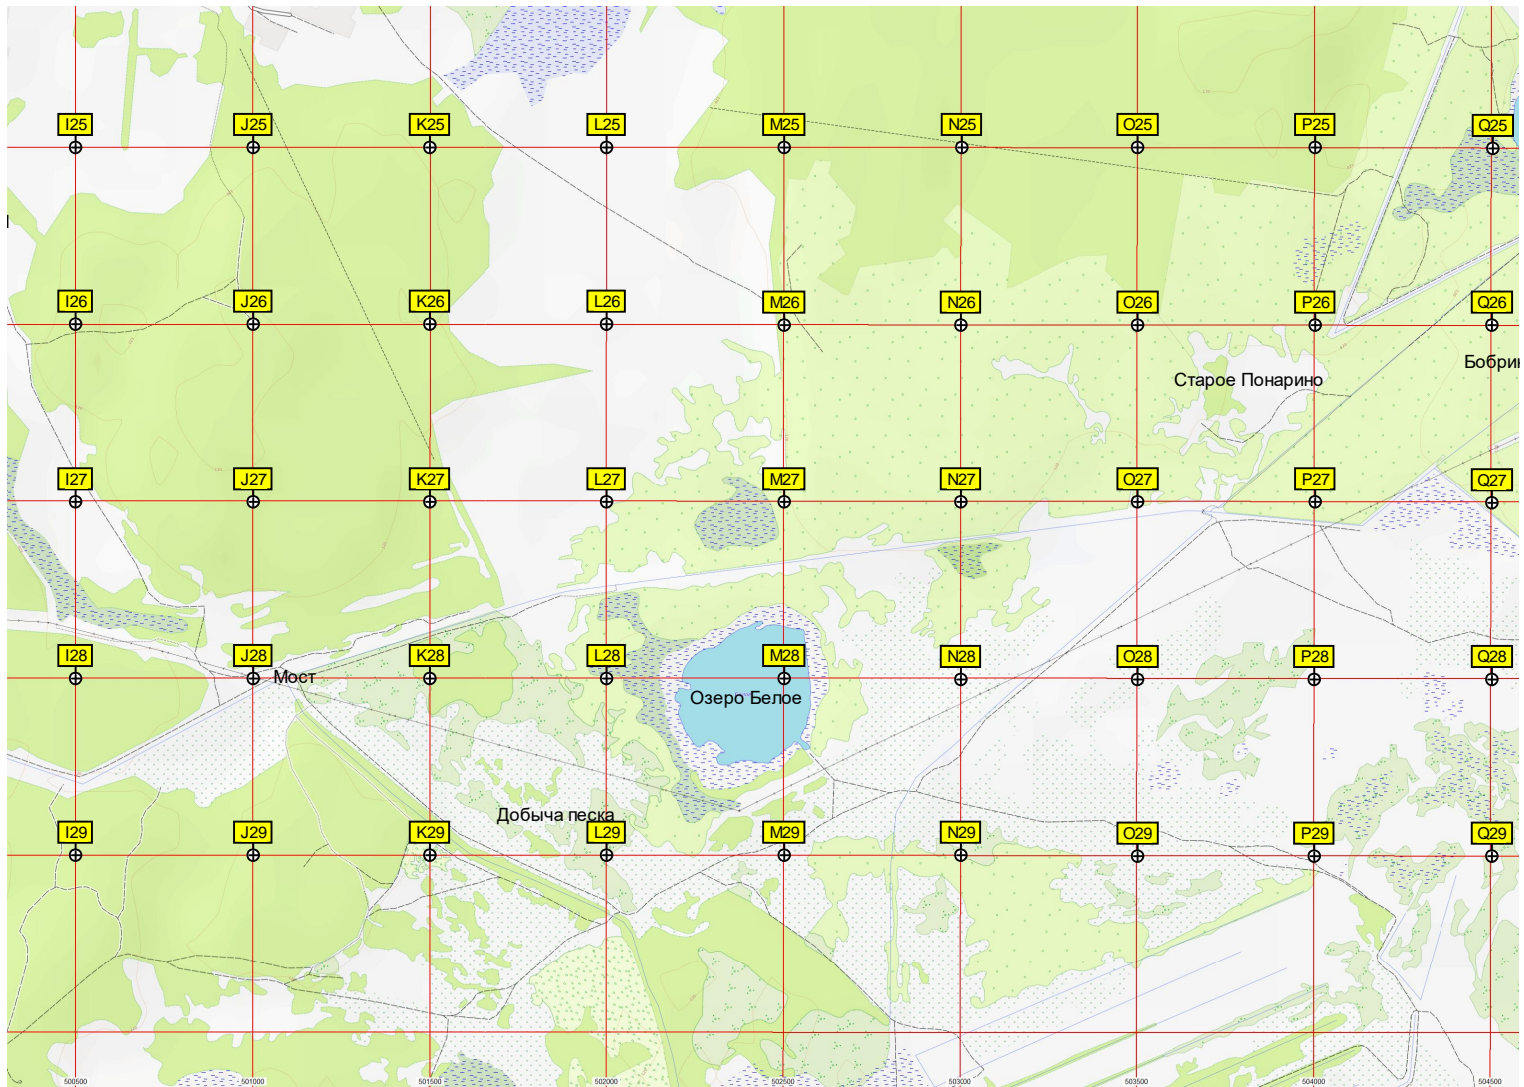 I25 J25 K25 L25 M25 N25 O25 P25 Q25
I26 J26 K26 L26 M26 N26 O26 P26 Q26
Бобрин
Старое Понарино
I27 J27 K27 L27 M27 N27 O27 P27 Q27
I28 J28 K28 L28 M28 N28 O28 P28 Q28
Мост
Озеро Белое
Добыча песка
I29 J29 K29 L29 M29 N29 O29 P29 Q29
500500 501000 501500 502000 502500 503000 503500 504000 504500